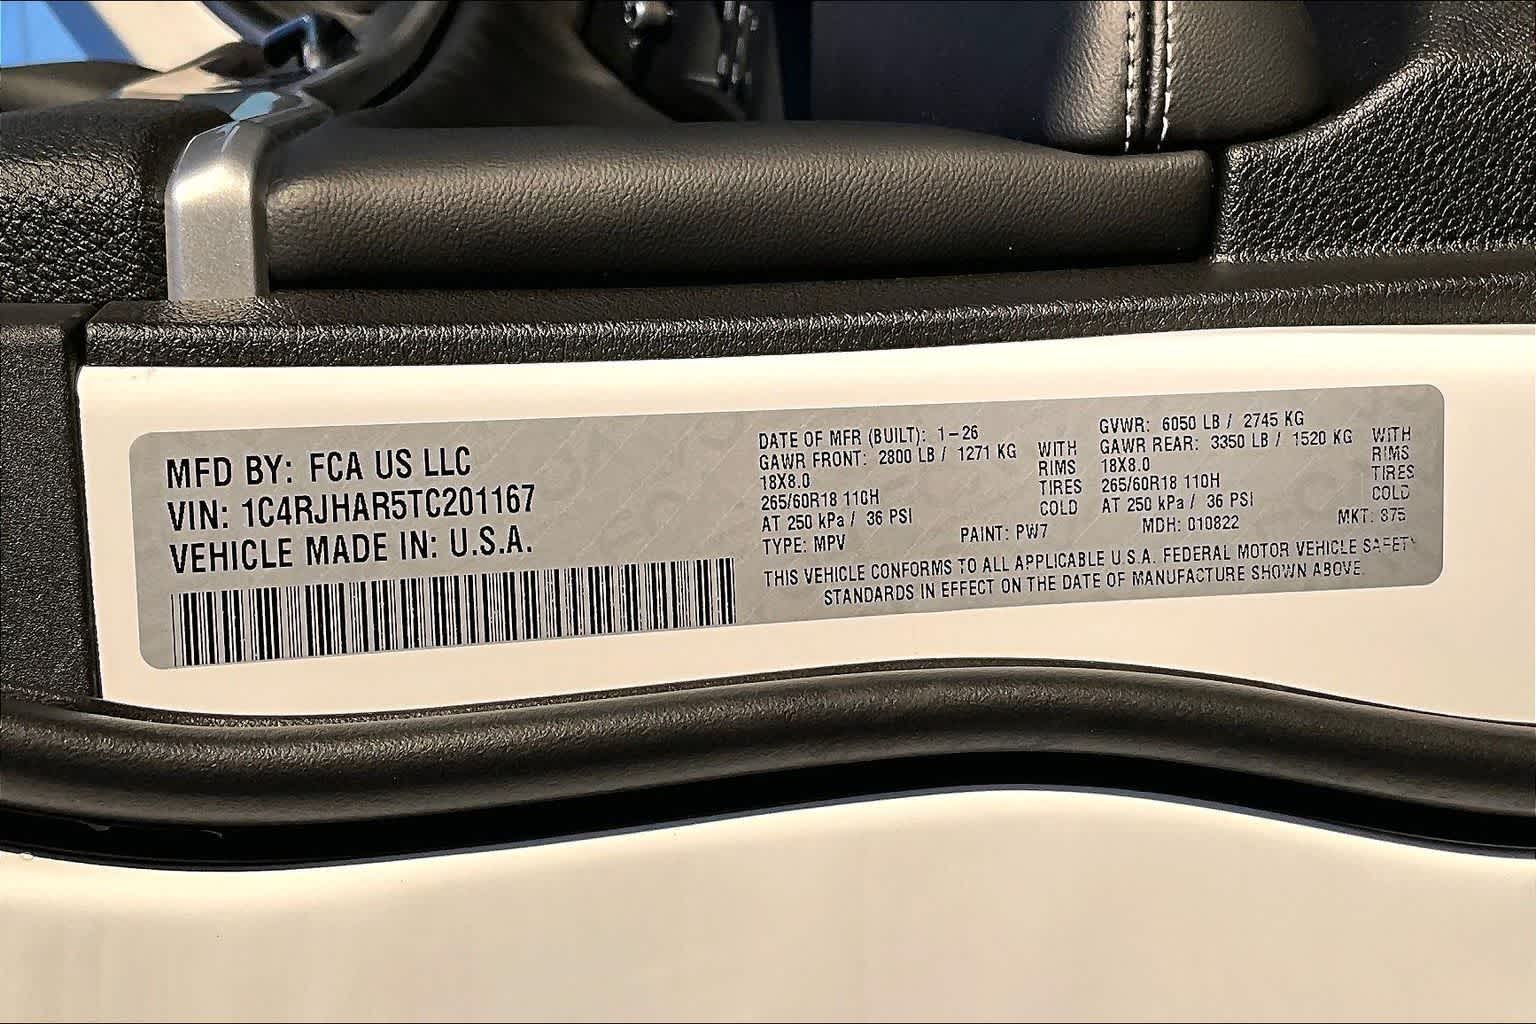 MFD BY: FCA US LLC
VIN: 1C4RJHAR5TC201167
VEHICLE MADE IN: U.S.A.
DATE OF MFR (BUILT): 1-26
GAWR FRONT: 2800 LB / 1271 KG WITH
18X8.0 RIMS
265/60R18 110H TIRES
AT 250 kPa / 36 PSI COLD
TYPE: MPV PAINT: PW7
GVWR: 6050 LB / 2745 KG
GAWR REAR: 3350 LB / 1520 KG WITH
18X8.0 RIMS
265/60R18 110H TIRES
AT 250 kPa / 36 PSI COLD
MDH: 010822 MKT: 375
THIS VEHICLE CONFORMS TO ALL APPLICABLE U.S.A. FEDERAL MOTOR VEHICLE SAFETY
STANDARDS IN EFFECT ON THE DATE OF MANUFACTURE SHOWN ABOVE.